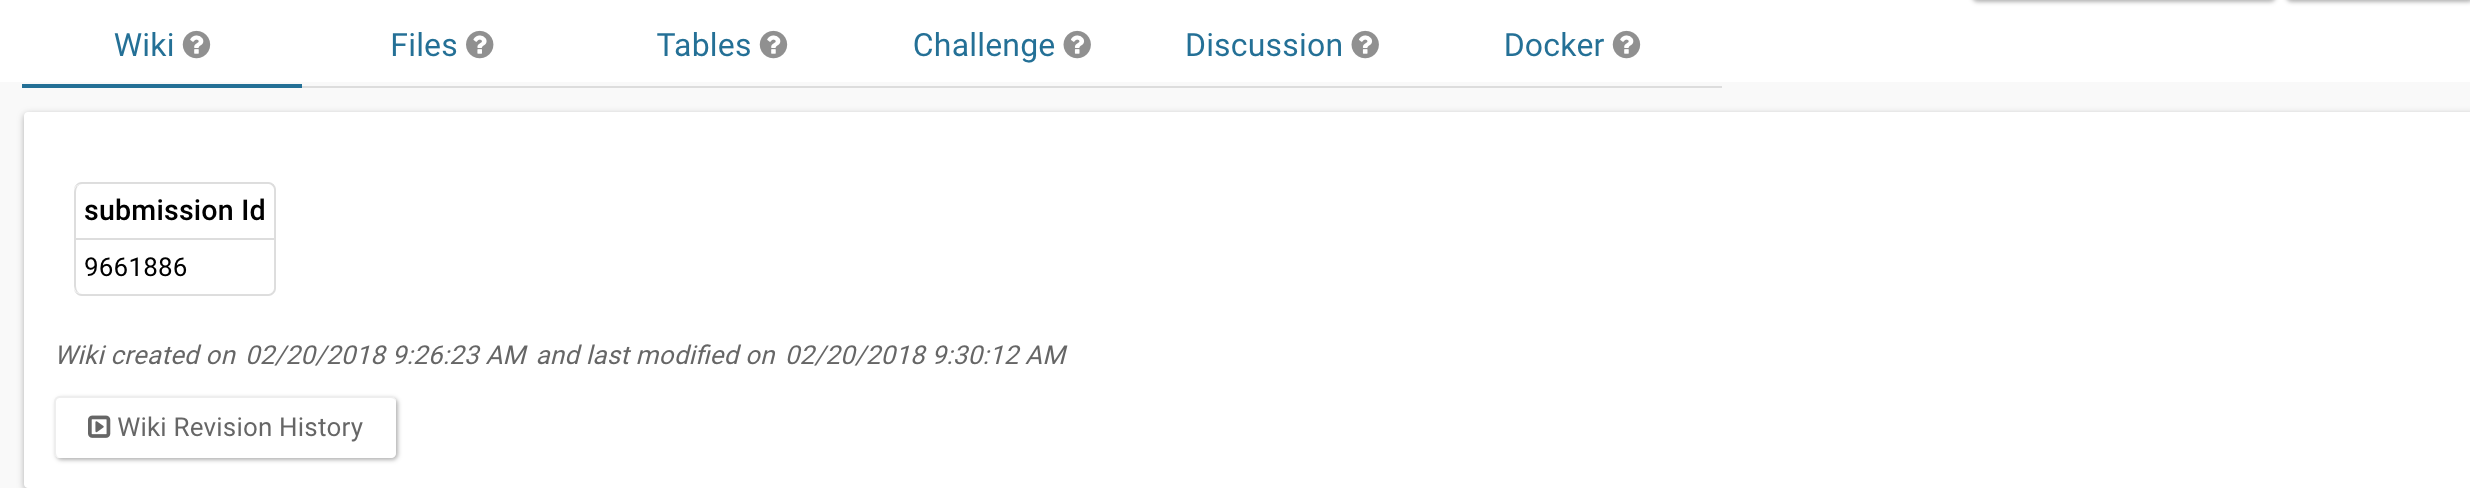 Wiki Files Tables Challenge Discussion Docker
submission Id
9661886
Wiki created on 02/20/2018 9:26:23 AM and last modified on 02/20/2018 9:30:12 AM
Wiki Revision History